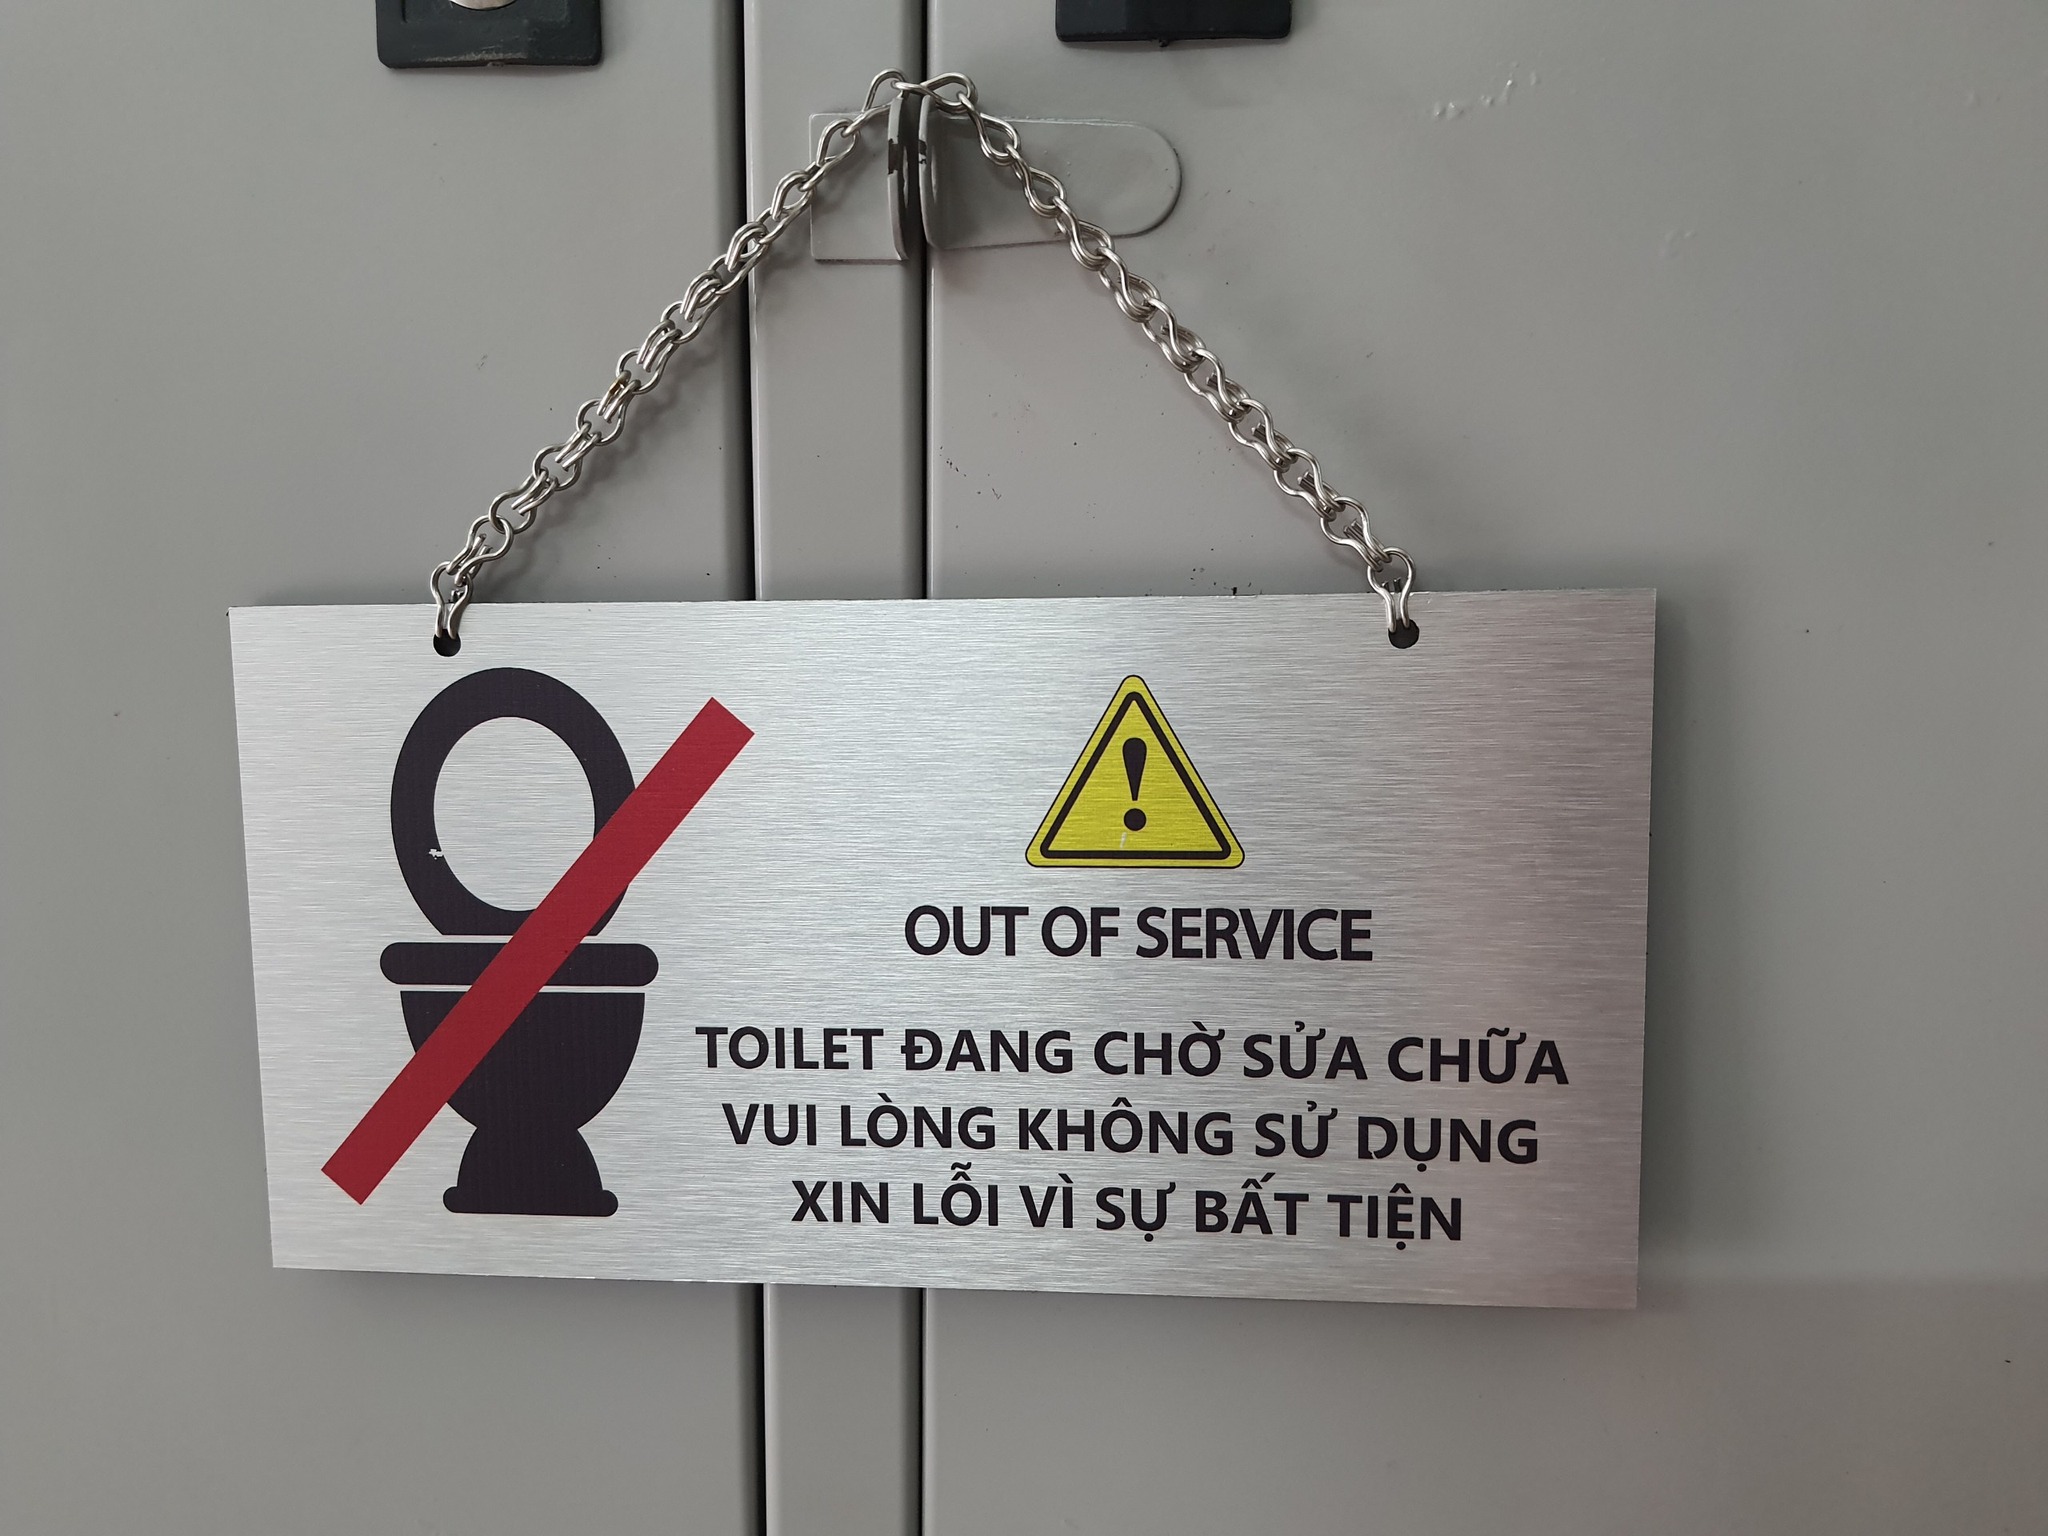 OUT OF SERVICE
TOILET ĐANG CHỜ SỬA CHỮA
VUI LÒNG KHÔNG SỬ DỤNG
XIN LỖI VÌ SỰ BẤT TIỆN